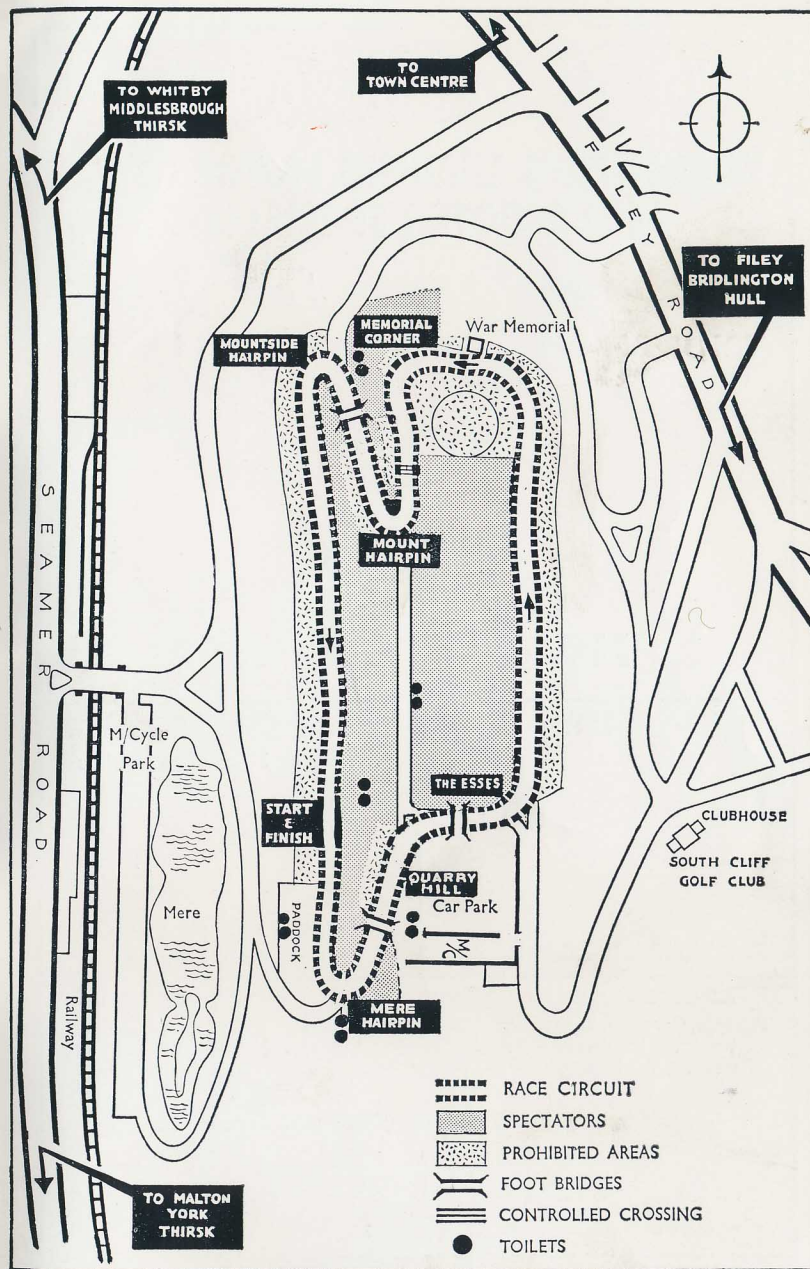 TO
TOWN CENTRE
TO WHITBY
MIDDLESBROUGH
THIRSK
FILEY ROAD
TO FILEY
BRIDLINGTON
HULL
MEMORIAL
CORNER
War Memorial
MOUNTSIDE
HAIRPIN
MOUNT
HAIRPIN
SEAMER ROAD
M/Cycle
Park
THE ESSES
START
&
FINISH
CLUBHOUSE
SOUTH CLIFF
GOLF CLUB
QUARRY
HILL
Car Park
Mere
PADDOCK
M/C
MERE
HAIRPIN
Railway
RACE CIRCUIT
SPECTATORS
PROHIBITED AREAS
FOOT BRIDGES
CONTROLLED CROSSING
TOILETS
TO MALTON
YORK
THIRSK